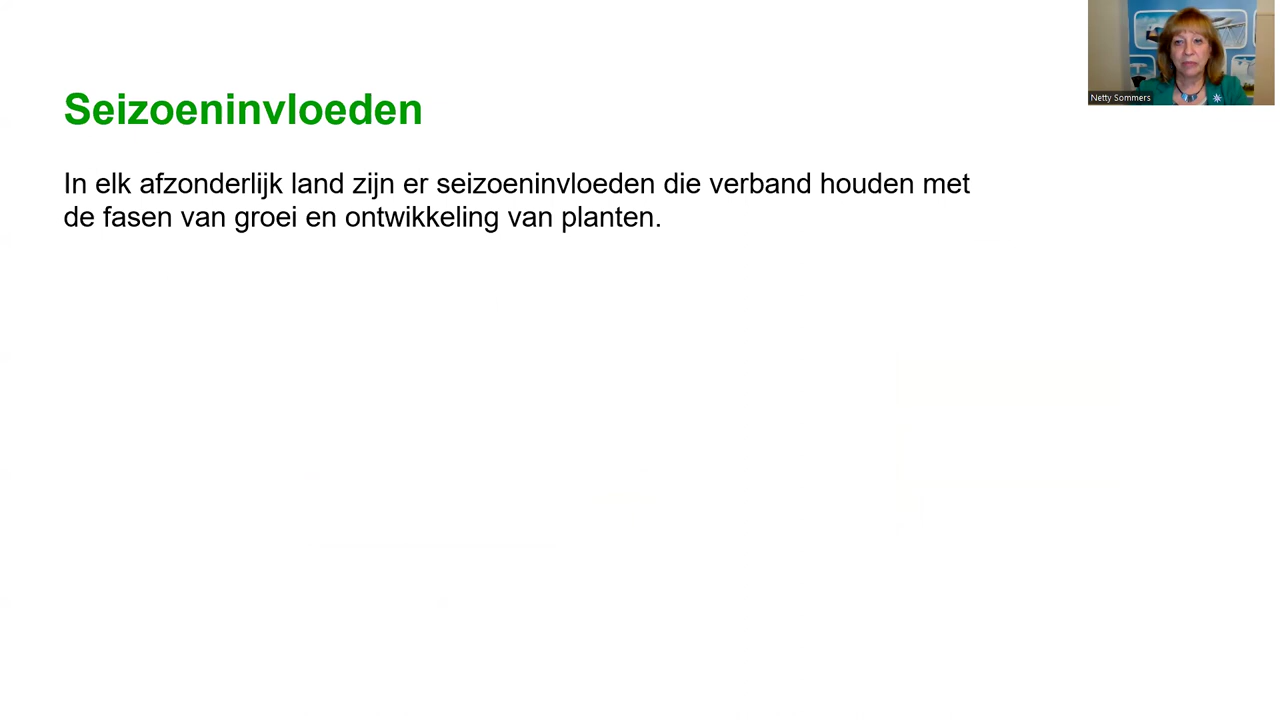 Seizoeninvloeden
In elk afzonderlijk land zijn er seizoeninvloeden die verband houden met
de fasen van groei en ontwikkeling van planten.
Netty Sommers